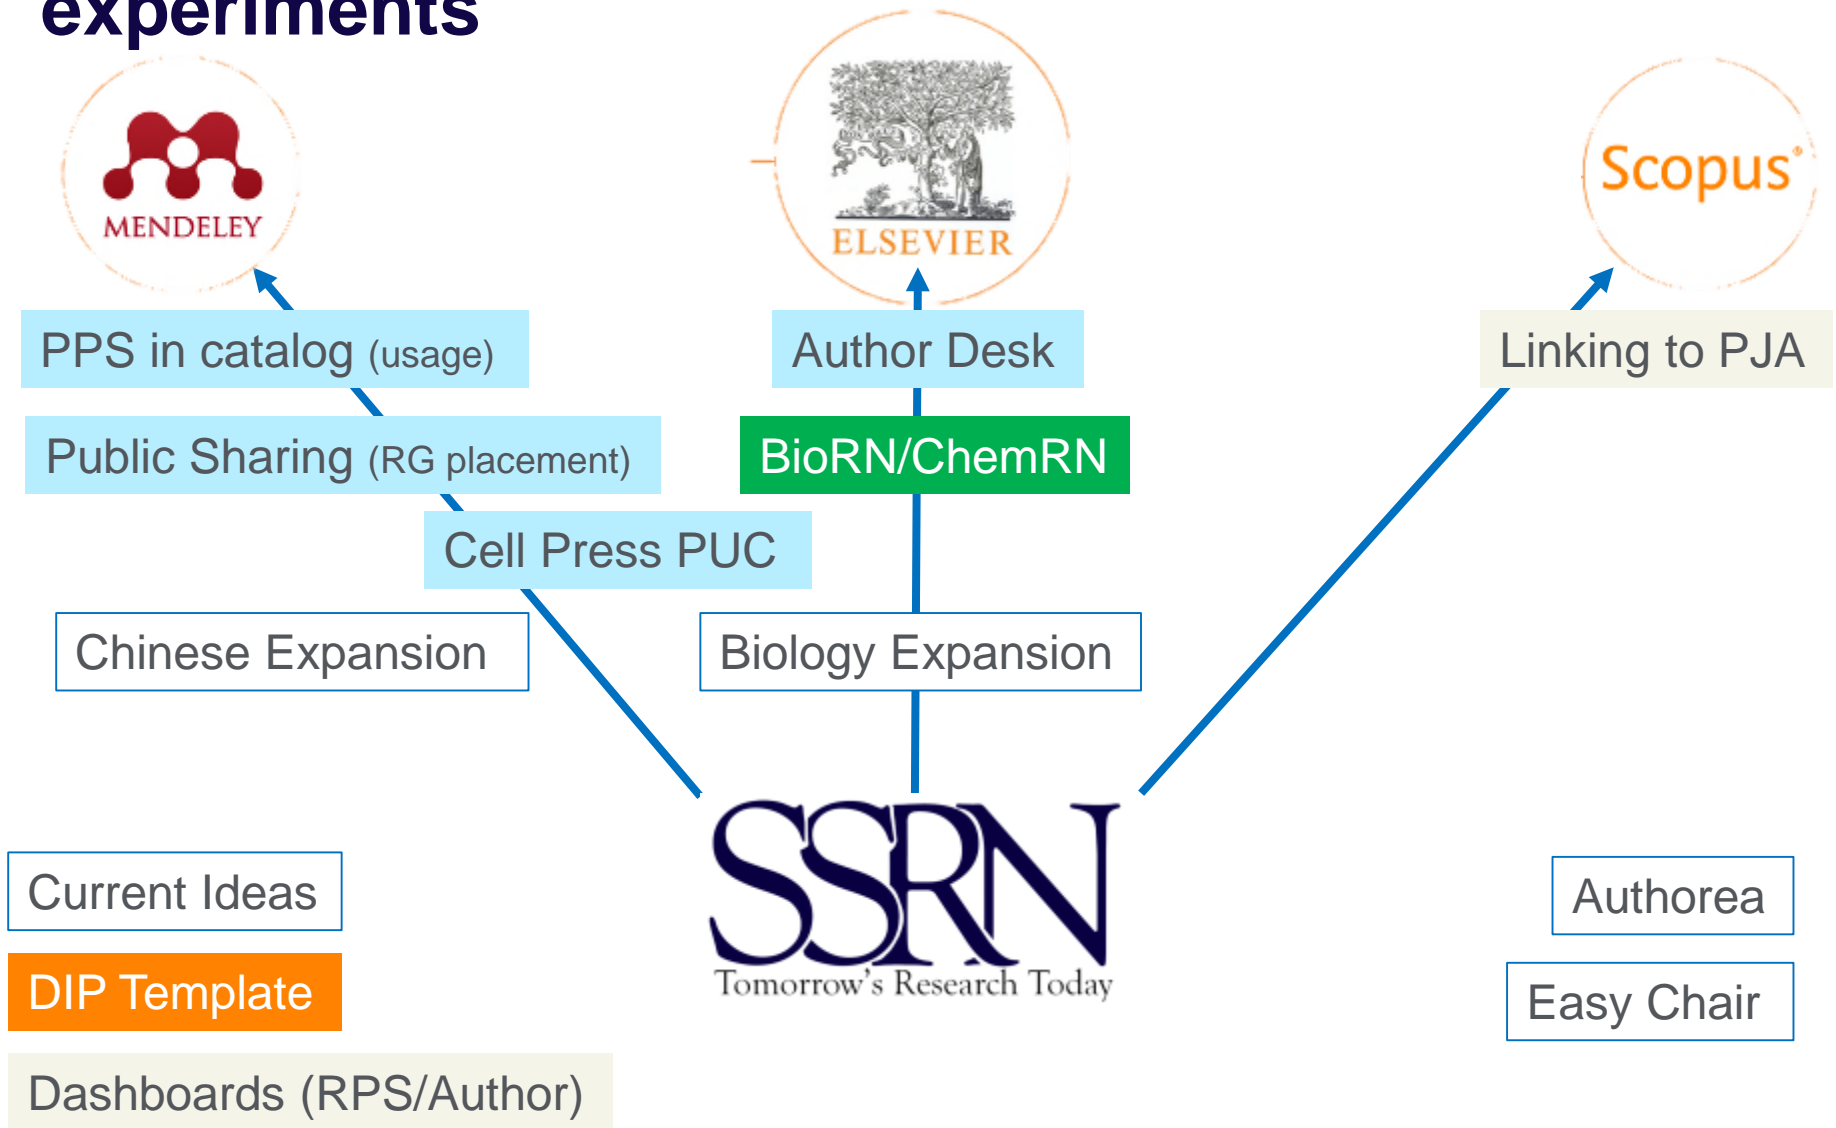 experiments
MENDELEY
ELSEVIER
Scopus®
PPS in catalog (usage)
Author Desk
Linking to PJA
Public Sharing (RG placement)
BioRN/ChemRN
Cell Press PUC
Chinese Expansion
Biology Expansion
SSRN
Tomorrow's Research Today
Current Ideas
Authorea
DIP Template
Easy Chair
Dashboards (RPS/Author)